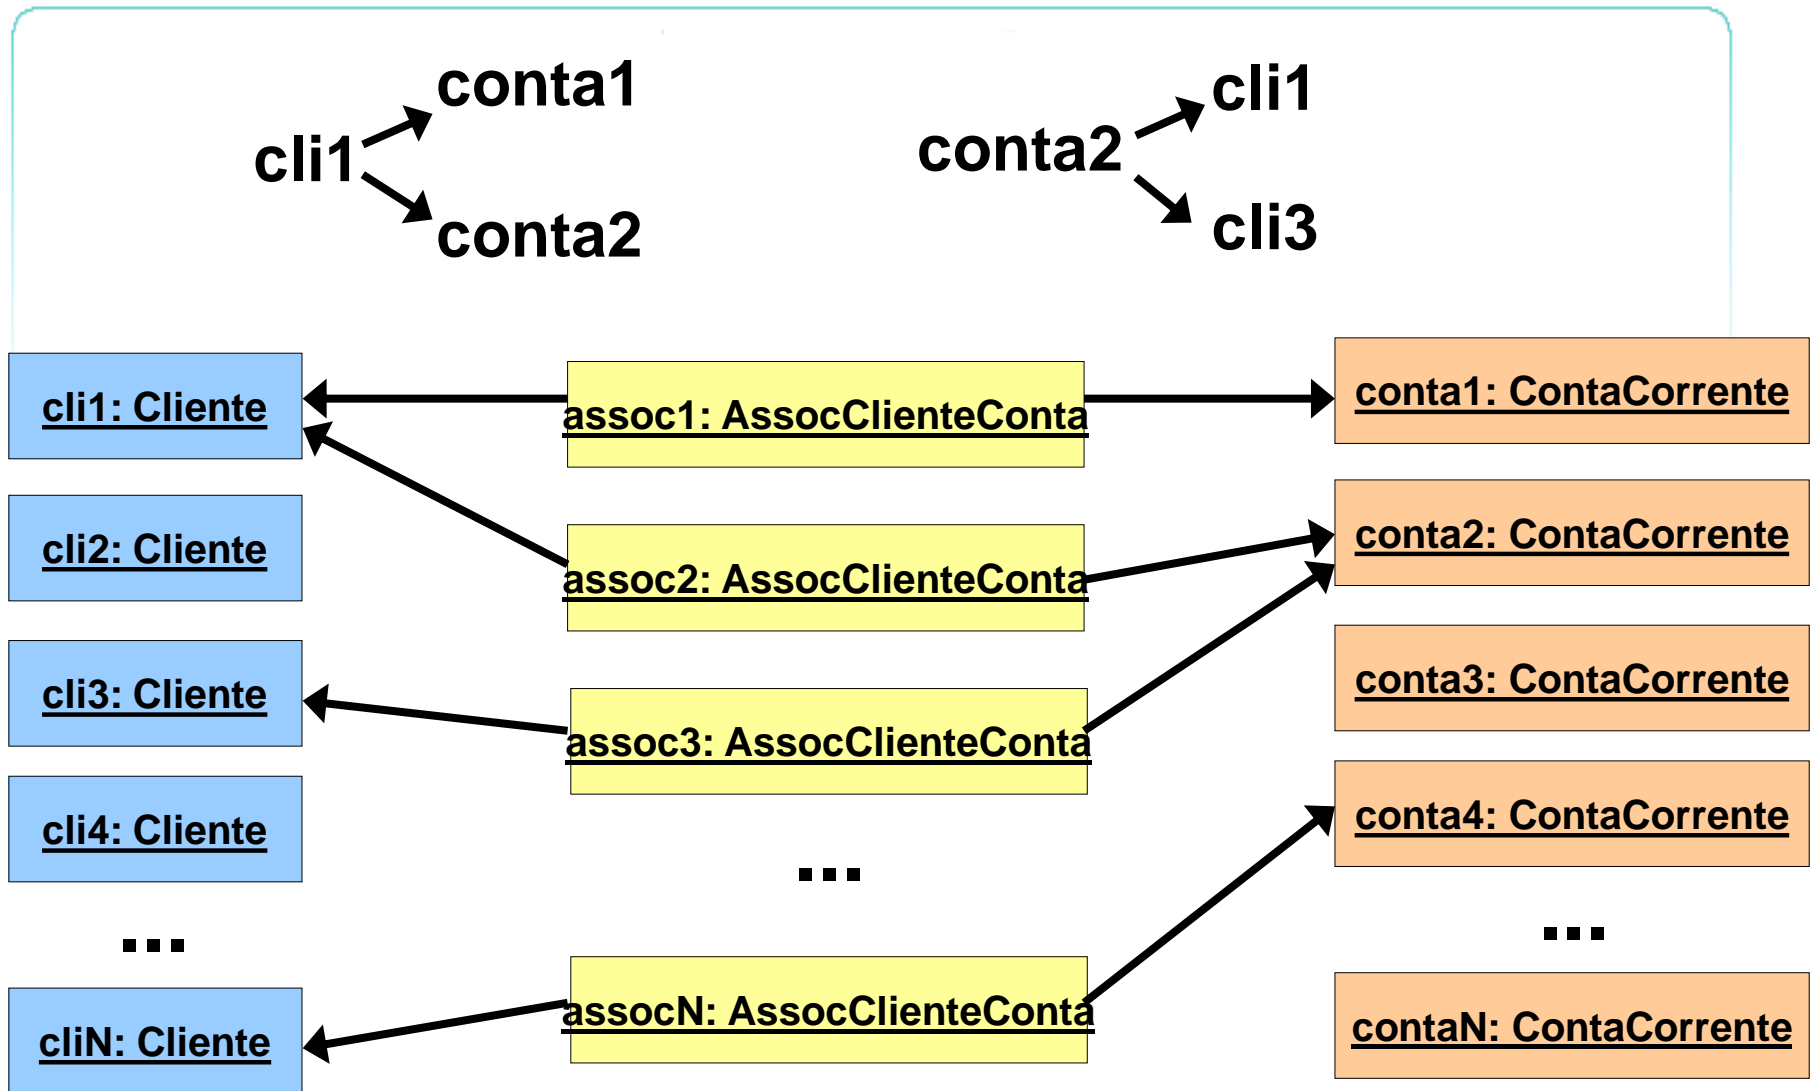 conta1
cli1
conta2
cli1
conta2
cli3
cli1: Cliente
assoc1: AssocClienteConta
conta1: ContaCorrente
cli2: Cliente
assoc2: AssocClienteConta
conta2: ContaCorrente
cli3: Cliente
assoc3: AssocClienteConta
conta3: ContaCorrente
cli4: Cliente
conta4: ContaCorrente
...
...
...
cliN: Cliente
assocN: AssocClienteConta
contaN: ContaCorrente